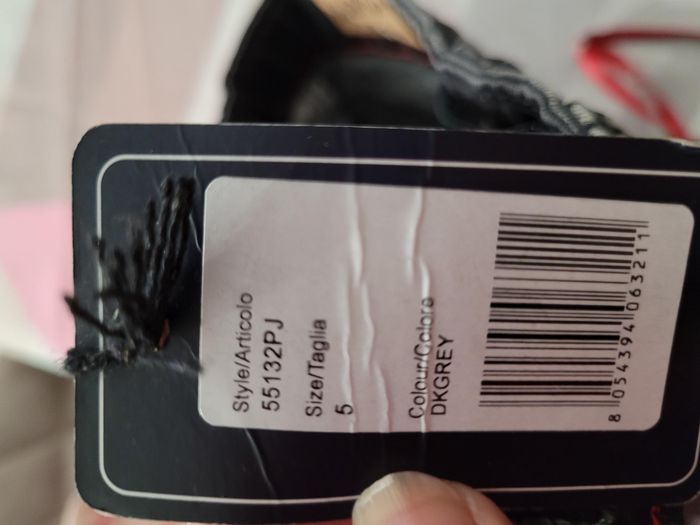 Style/Articolo
55132PJ
Size/Taglia
5
Colour/Colore
DKGREY
8 054394 063211